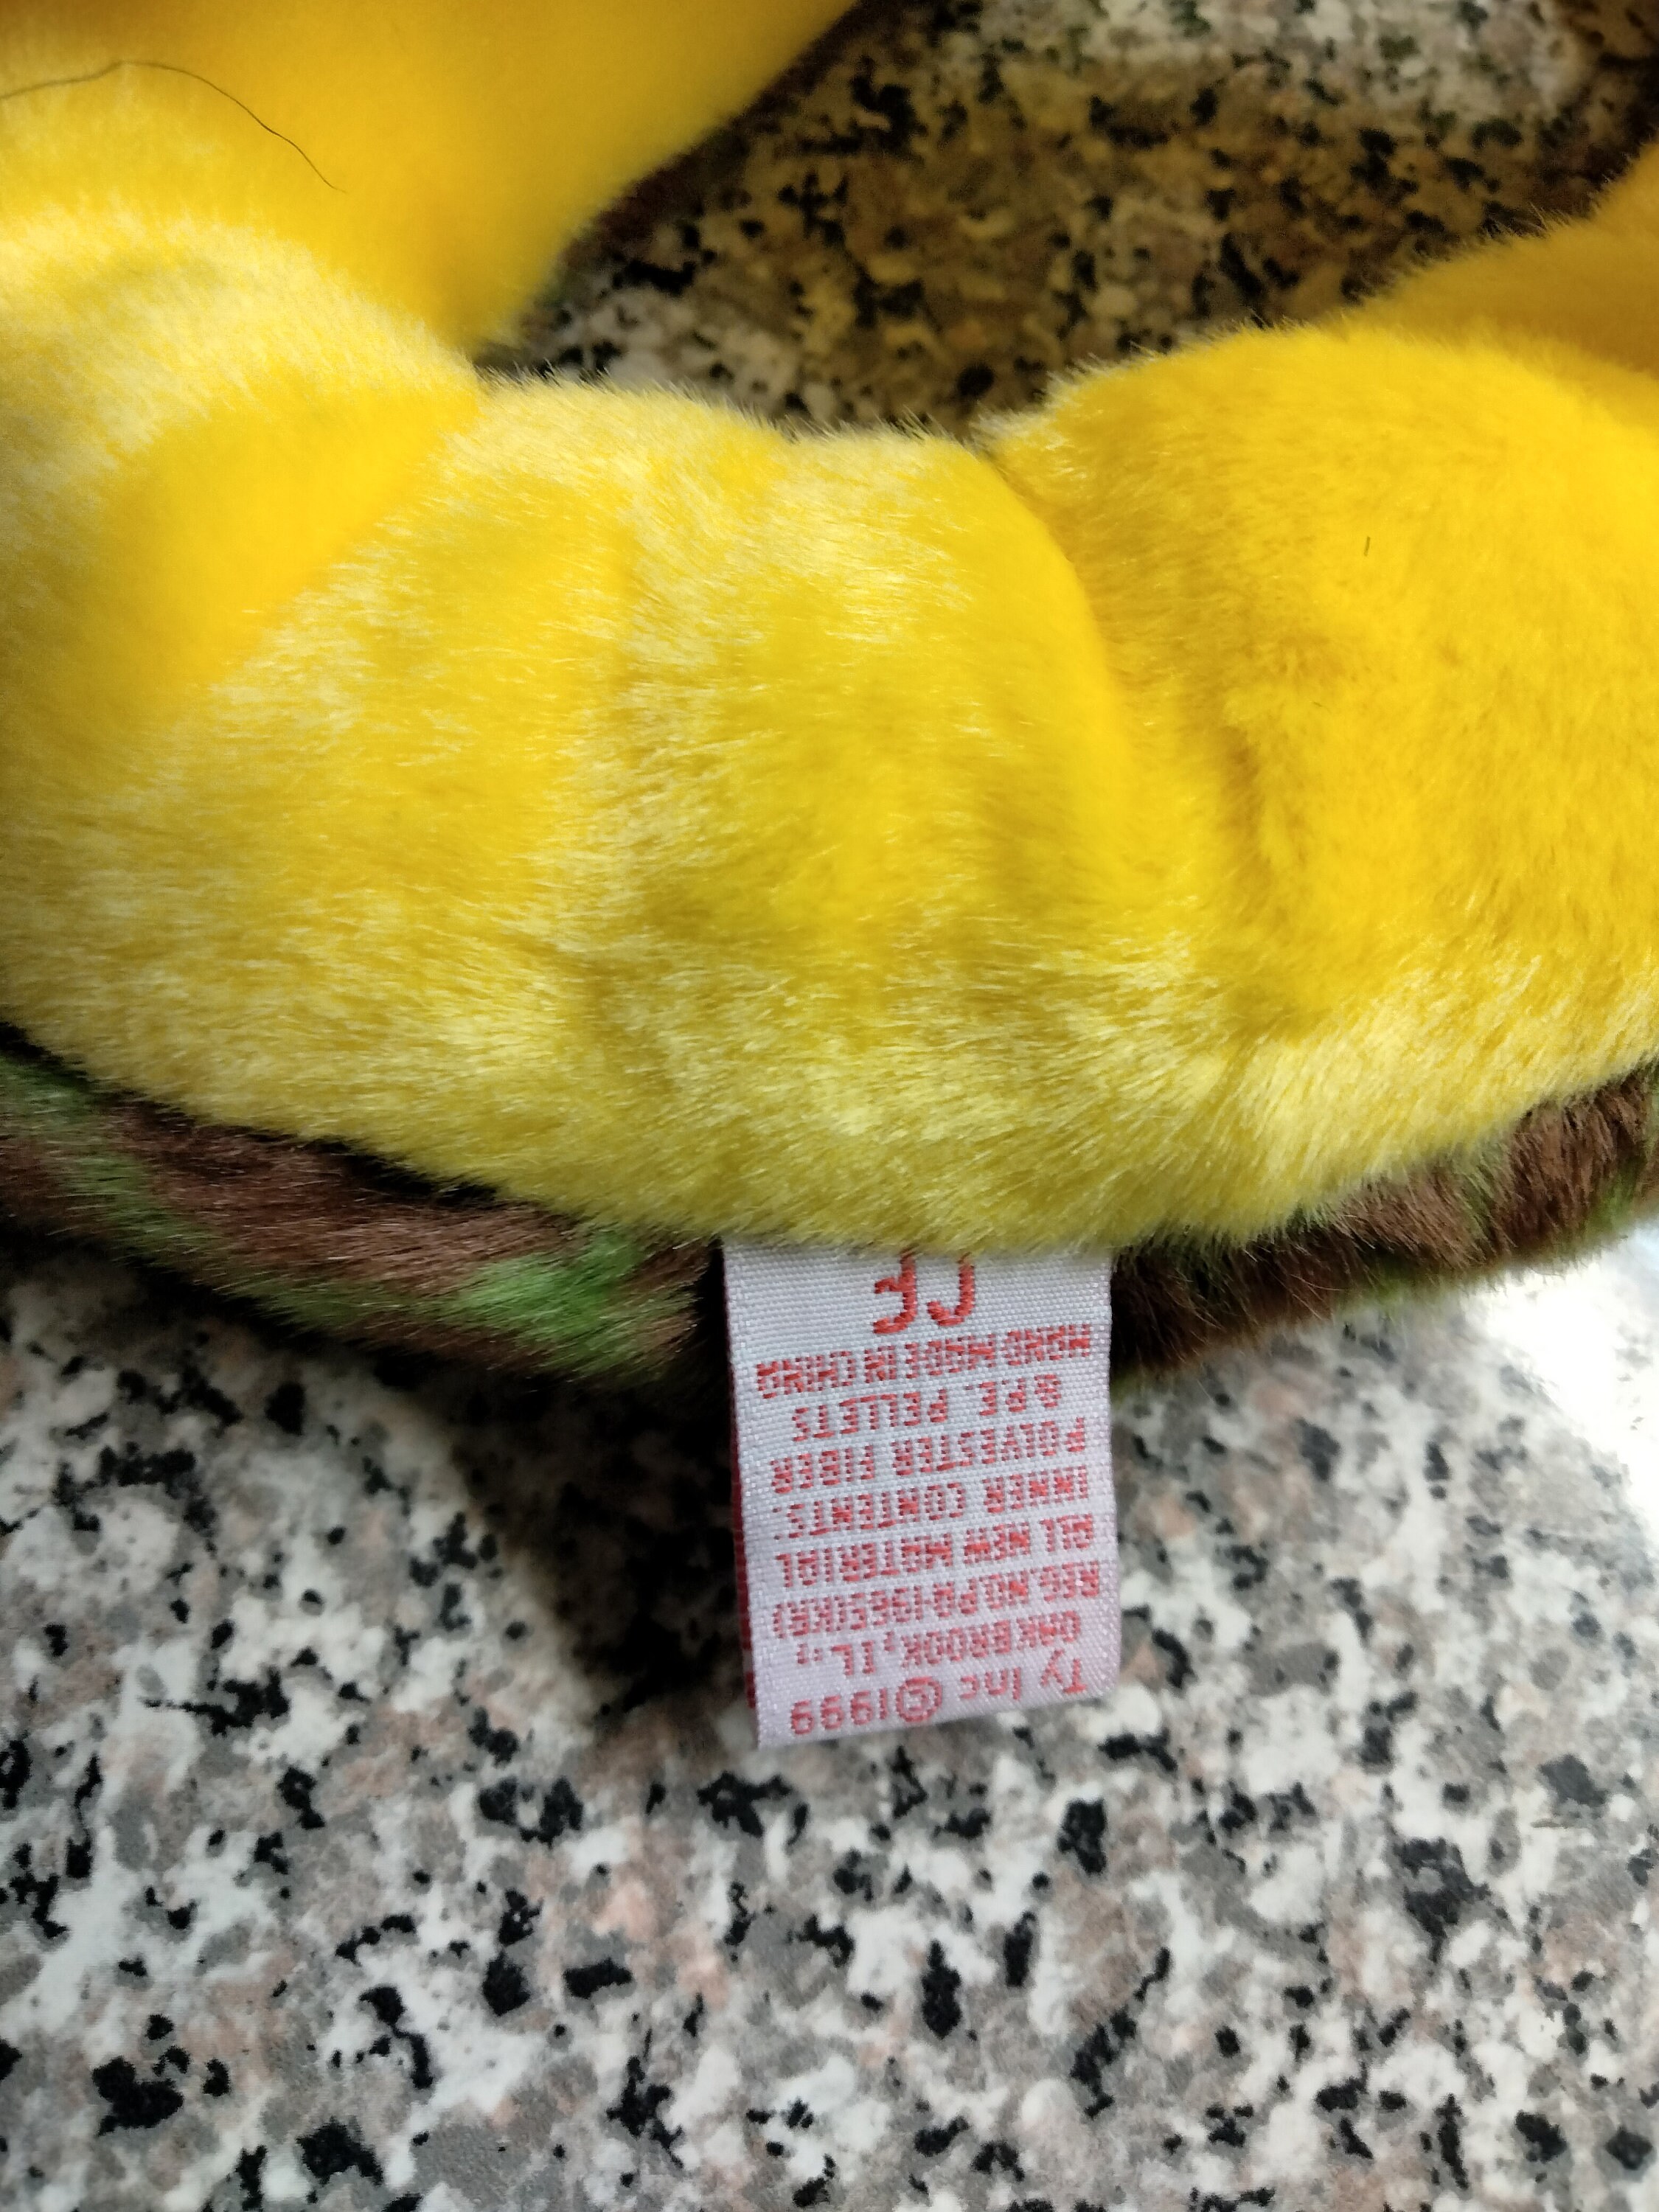 Ty Inc ©1999
OAKBROOK, IL.,
REG. NO PA-1965(KR)
ALL NEW MATERIAL
INNER CONTENTS:
POLYESTER FIBER
& P.E. PELLETS
HAND MADE IN CHINA
CE